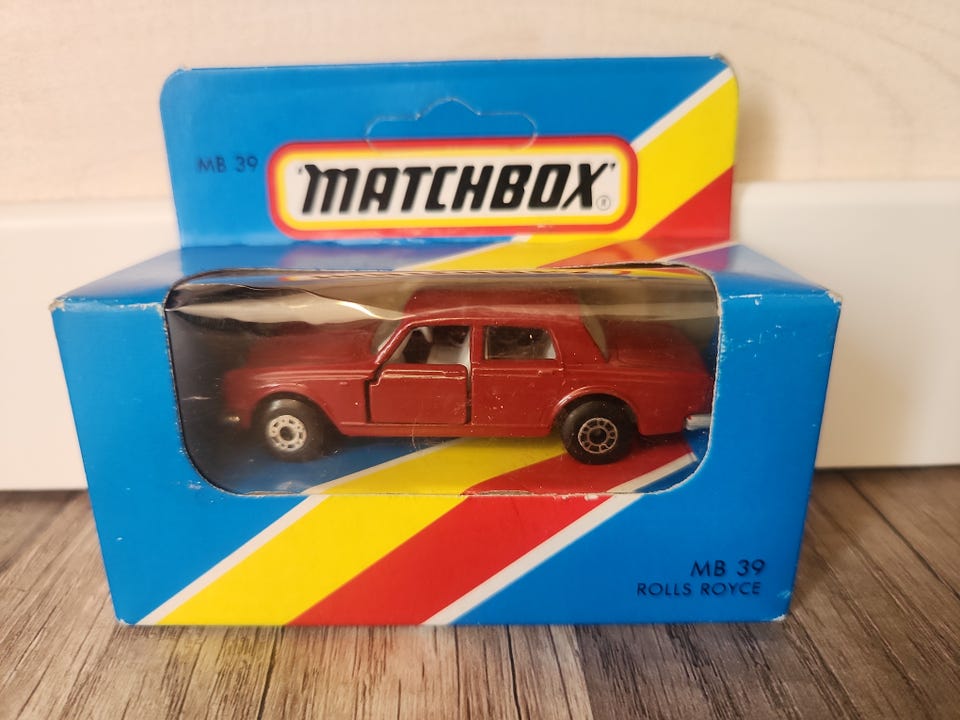 MB 39
"MATCHBOX"
®
MB 39
ROLLS ROYCE